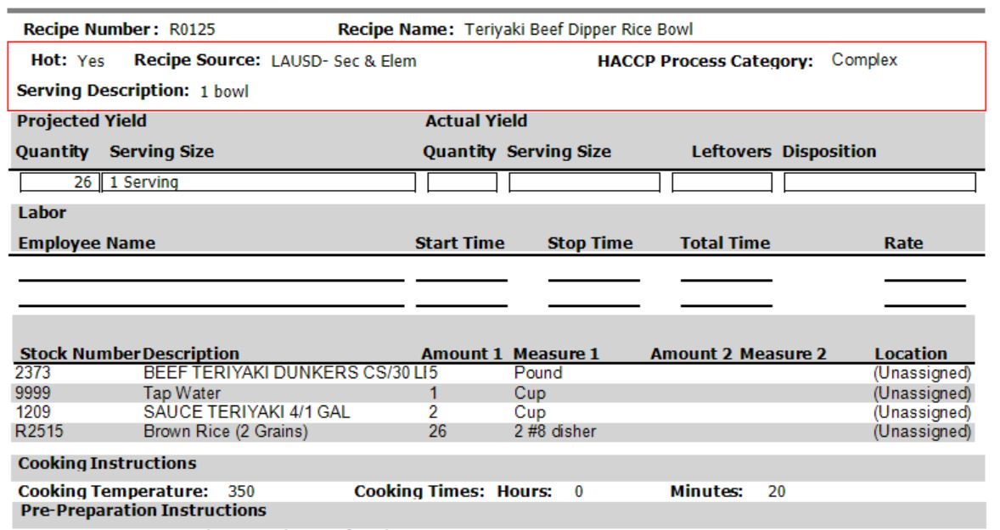 Recipe Number: R0125 Recipe Name: Teriyaki Beef Dipper Rice Bowl
Hot: Yes Recipe Source: LAUSD- Sec & Elem HACCP Process Category: Complex
Serving Description: 1 bowl
Projected Yield Actual Yield
Quantity Serving Size Quantity Serving Size Leftovers Disposition
26 1 Serving
Labor
Employee Name Start Time Stop Time Total Time Rate
Stock Number Description Amount 1 Measure 1 Amount 2 Measure 2 Location
2373 BEEF TERIYAKI DUNKERS CS/30 LB 5 Pound (Unassigned)
9999 Tap Water 1 Cup (Unassigned)
1209 SAUCE TERIYAKI 4/1 GAL 2 Cup (Unassigned)
R2515 Brown Rice (2 Grains) 26 2 #8 disher (Unassigned)
Cooking Instructions
Cooking Temperature: 350 Cooking Times: Hours: 0 Minutes: 20
Pre-Preparation Instructions